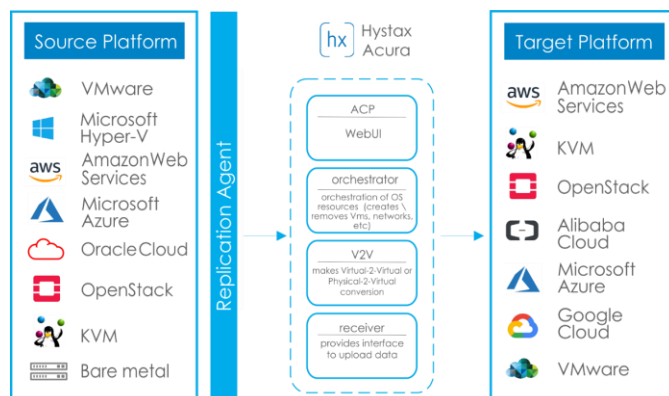 Source Platform
VMware
Microsoft
Hyper-V
aws
AmazonWeb
Services
Microsoft
Azure
OracleCloud
OpenStack
KVM
Bare metal
Replication Agent
hx
Hystax
Acura
ACP
WebUI
orchestrator
orchestration of OS
resources (creates \
removes Vms, networks,
etc)
V2V
makes Virtual-2-Virtual or
Physical-2-Virtual
conversion
receiver
provides interface
to upload data
Target Platform
aws
AmazonWeb
Services
KVM
OpenStack
Alibaba
Cloud
Microsoft
Azure
Google
Cloud
VMware